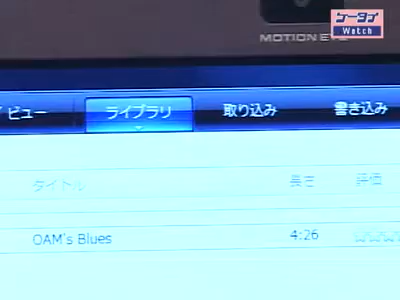 ケータイ
Watch
MOTION EYE
ビュー ライブラリ 取り込み 書き込み
タイトル 長さ 評価
OAM's Blues 4:26